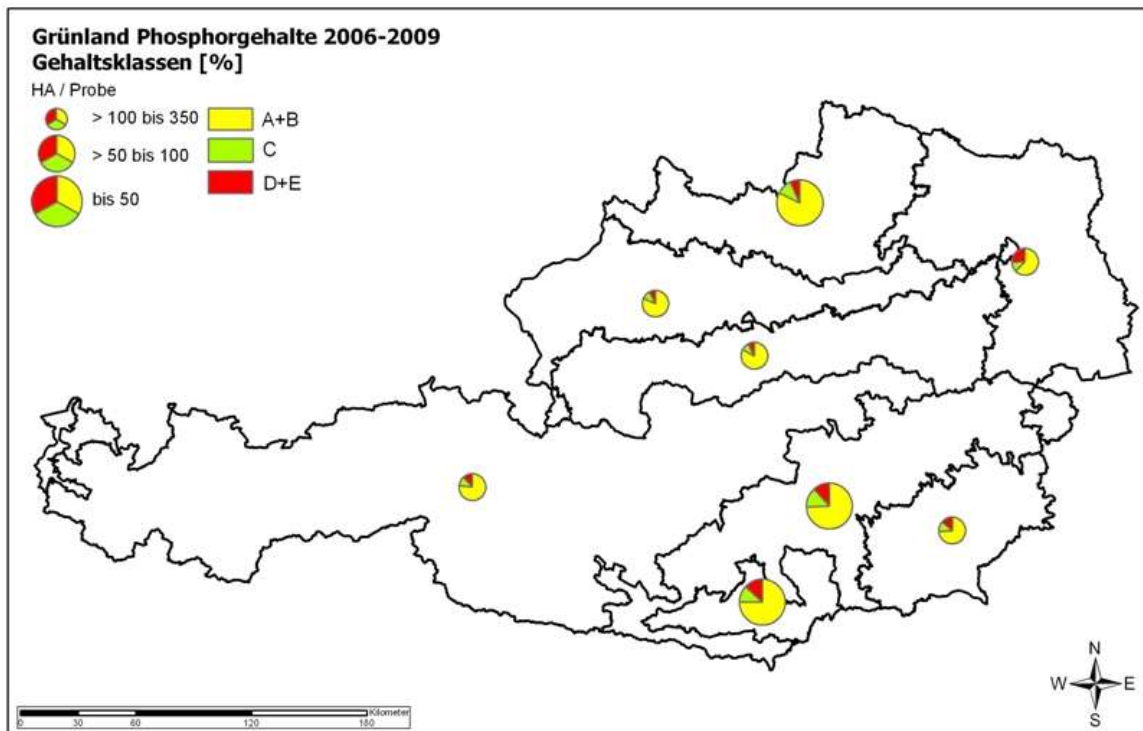 Grünland Phosphorgehalte 2006-2009
Gehaltsklassen [%]
HA / Probe
> 100 bis 350
> 50 bis 100
bis 50
A+B
C
D+E
N
W E
S
Kilometer
0 30 60 120 180